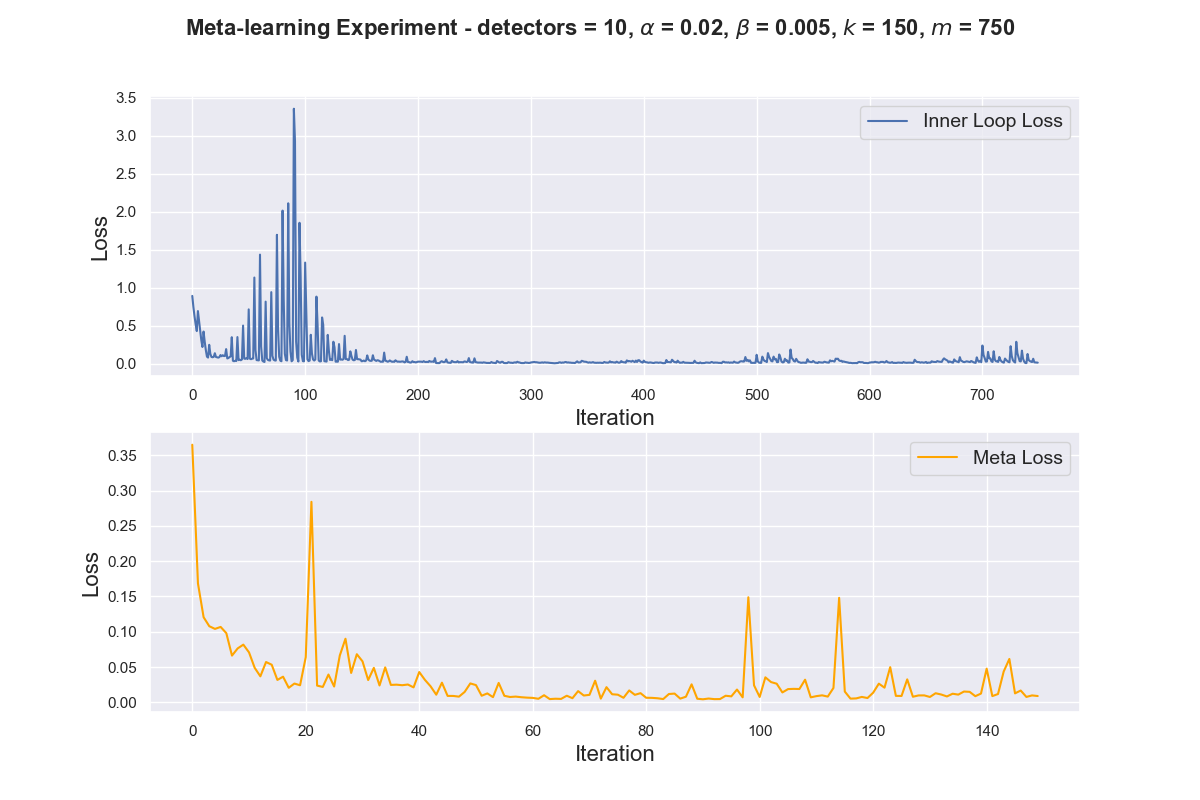 Meta-learning Experiment - detectors = 10, α = 0.02, β = 0.005, k = 150, m = 750
3.5
3.0
2.5
2.0
1.5
1.0
0.5
0.0
Loss
Inner Loop Loss
0 100 200 300 400 500 600 700
Iteration
0.35
0.30
0.25
0.20
0.15
0.10
0.05
0.00
Loss
Meta Loss
0 20 40 60 80 100 120 140
Iteration